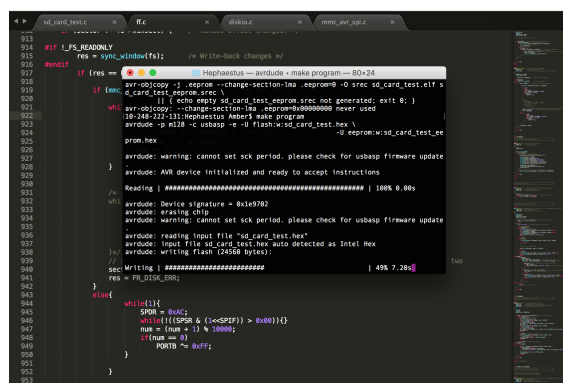 sd_card_test.c × ff.c × diskio.c × mmc_avr_spi.c ×
913
914 #if !_FS_READONLY
915 res = sync_window(fs); /* Write-back changes */
916 #endif
917 if (res ==
918
919 if (mmc_
920
921 whi
922
923
924
925
926
927
928 }
929
930
931 /*
932 whi
933
934
935
936
937
938 }*/
939 // two
940 sec
941 res = FR_DISK_ERR;
942 }
943 else{
944 while(1){
945 SPDR = 0xAC;
946 while(!((SPSR & (1<<SPIF)) > 0x00)){}
947 num = (num + 1) % 10000;
948 if(num == 0)
949 PORTB ^= 0xFF;
950 }
951
952 }
953
Hephaestus — avrdude • make program — 80×24
avr-objcopy -j .eeprom --change-section-lma .eeprom=0 -O srec sd_card_test.elf s
d_card_test_eeprom.srec \
|| { echo empty sd_card_test_eeprom.srec not generated; exit 0; }
avr-objcopy: --change-section-lma .eeprom=0x00000000 never used
[10-248-222-131:Hephaestus Amber$ make program
avrdude -p m128 -c usbasp -e -U flash:w:sd_card_test.hex \
-U eeprom:w:sd_card_test_ee
prom.hex
avrdude: warning: cannot set sck period. please check for usbasp firmware update
.
avrdude: AVR device initialized and ready to accept instructions
Reading | ################################################## | 100% 0.00s
avrdude: Device signature = 0x1e9702
avrdude: erasing chip
avrdude: warning: cannot set sck period. please check for usbasp firmware update
.
avrdude: reading input file "sd_card_test.hex"
avrdude: input file sd_card_test.hex auto detected as Intel Hex
avrdude: writing flash (24568 bytes):
Writing | ######################### | 49% 7.20s